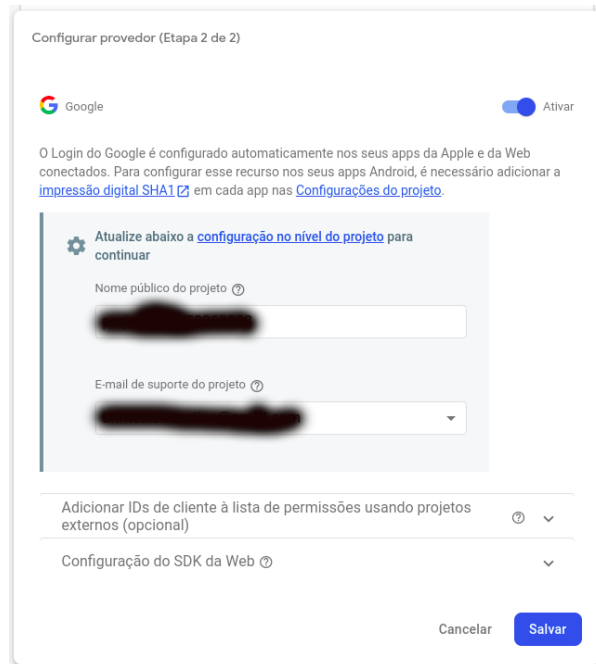 Configurar provedor (Etapa 2 de 2)
Google
Ativar
O Login do Google é configurado automaticamente nos seus apps da Apple e da Web
conectados. Para configurar esse recurso nos seus apps Android, é necessário adicionar a
impressão digital SHA1 em cada app nas Configurações do projeto.
Atualize abaixo a configuração no nível do projeto para
continuar
Nome público do projeto
E-mail de suporte do projeto
Adicionar IDs de cliente à lista de permissões usando projetos
externos (opcional)
Configuração do SDK da Web
Cancelar
Salvar